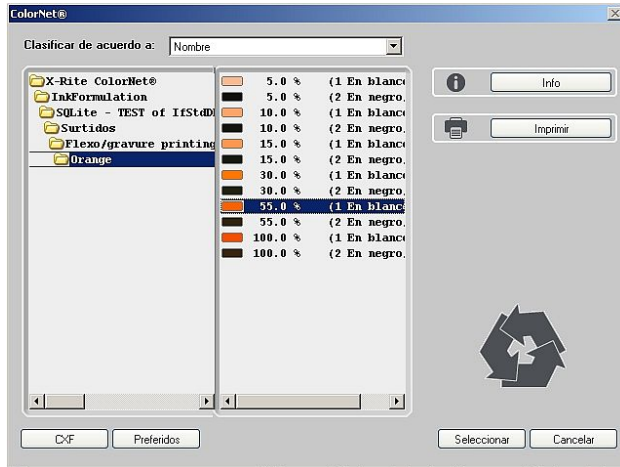 ColorNet®
Clasificar de acuerdo a: Nombre
X-Rite ColorNet®
InkFormulation
SQLite - TEST of IfStdD
Surtidos
Flexo/gravure printing
Orange
5.0 % (1 En blanco
5.0 % (2 En negro,
10.0 % (1 En blanco
10.0 % (2 En negro,
15.0 % (1 En blanco
15.0 % (2 En negro,
30.0 % (1 En blanco
30.0 % (2 En negro,
55.0 % (1 En blanco
55.0 % (2 En negro,
100.0 % (1 En blanco
100.0 % (2 En negro,
Info
Imprimir
CXF
Preferidos
Seleccionar
Cancelar